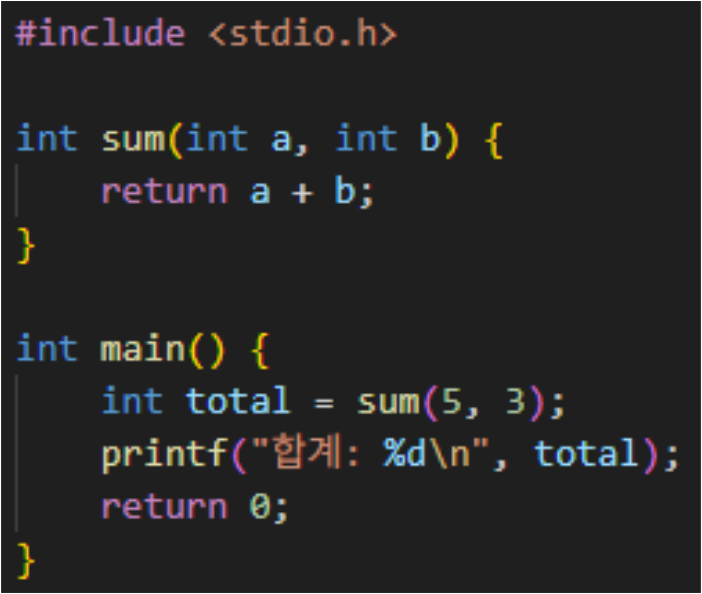 #include <stdio.h>

int sum(int a, int b) {
    return a + b;
}

int main() {
    int total = sum(5, 3);
    printf("합계: %d\n", total);
    return 0;
}